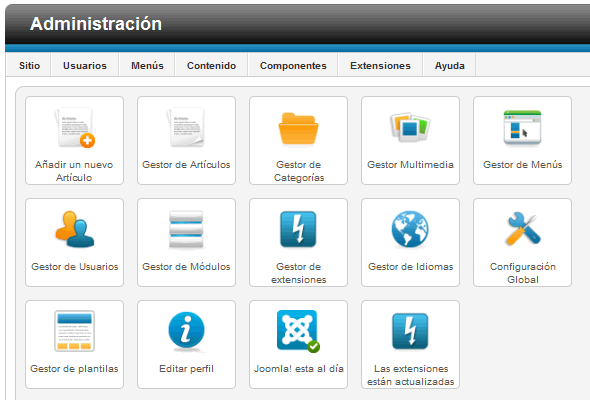 Administración
Sitio Usuarios Menús Contenido Componentes Extensiones Ayuda
Añadir un nuevo
Artículo
Gestor de Artículos
Gestor de
Categorías
Gestor Multimedia
Gestor de Menús
Gestor de Usuarios
Gestor de Módulos
Gestor de
extensiones
Gestor de Idiomas
Configuración
Global
Gestor de plantilas
Editar perfil
Joomla! esta al día
Las extensiones
están actualizadas